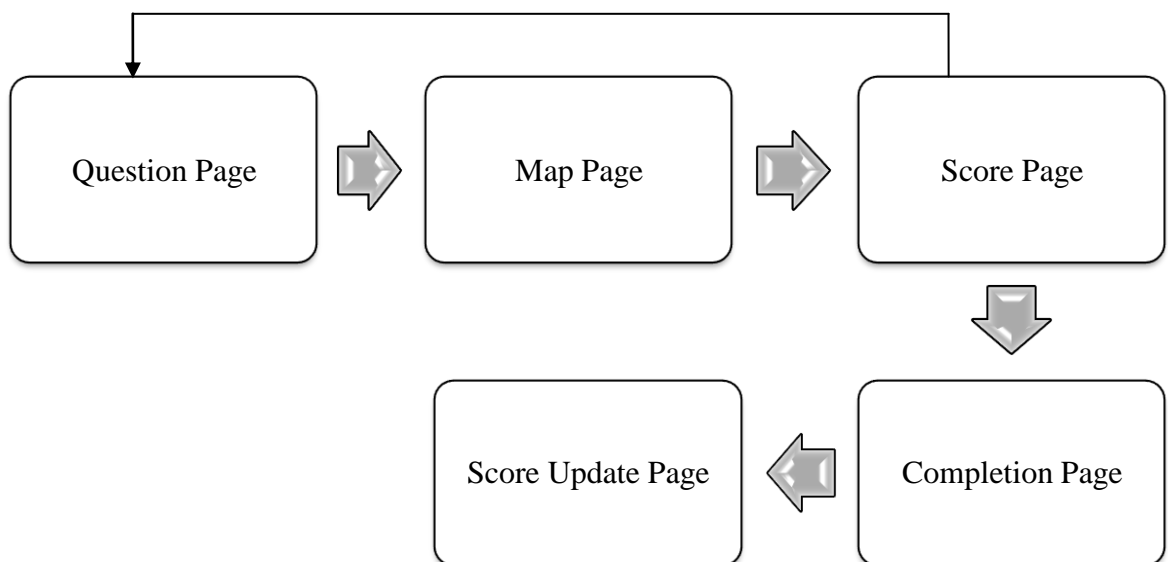 Question Page
Map Page
Score Page
Score Update Page
Completion Page